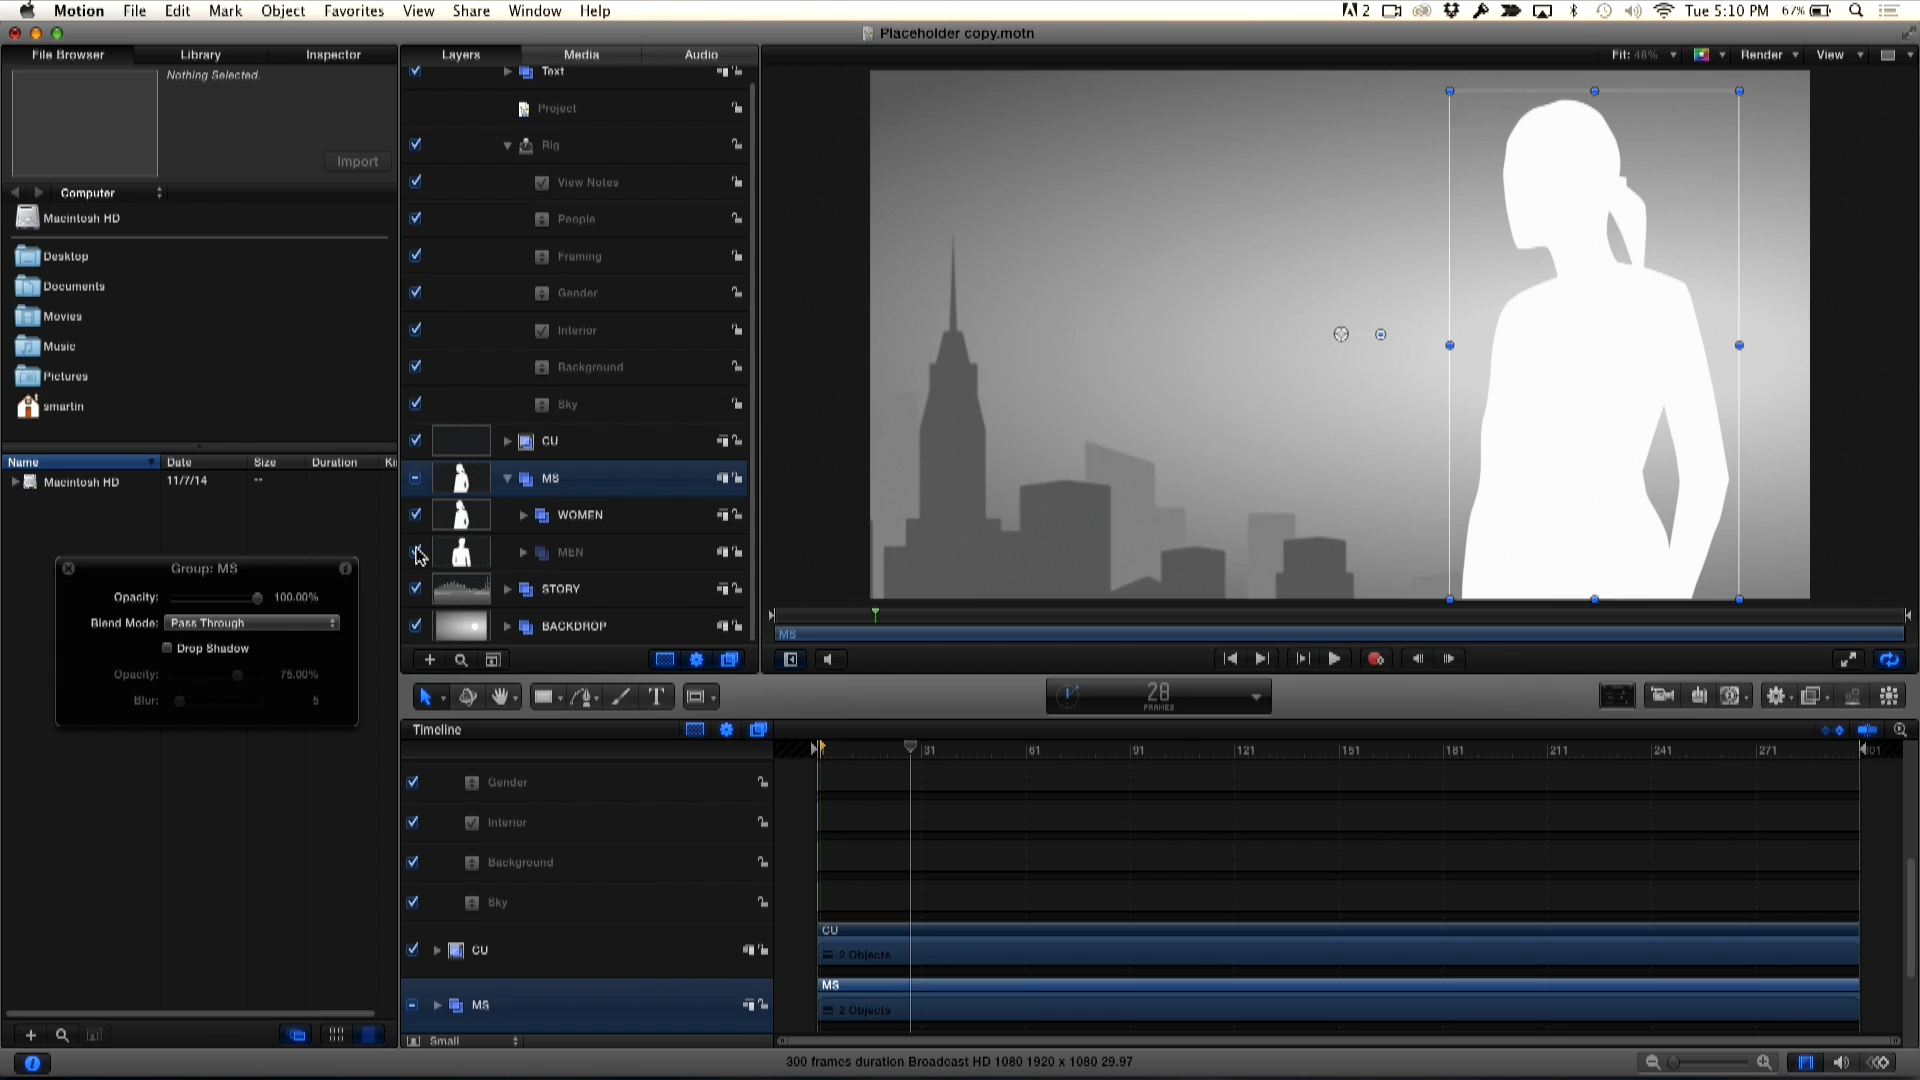 Motion File Edit Mark Object Favorites View Share Window Help
2 Tue 5:10 PM 67%
Placeholder copy.motn
File Browser Library Inspector
Layers Media Audio
Fit: 48% Render View
Nothing Selected.
Import
Computer
Macintosh HD
Desktop
Documents
Movies
Music
Pictures
smartin
Name Date Size Duration Ki
Macintosh HD 11/7/14 --
Group: MS
Opacity: 100.00%
Blend Mode: Pass Through
Drop Shadow
Opacity: 75.00%
Blur: 5
Text
Project
Rig
View Notes
People
Framing
Gender
Interior
Background
Sky
CU
MS
WOMEN
MEN
STORY
BACKDROP
MS
T
28
FRAMES
Timeline
31 61 91 121 151 181 211 241 271 301
Gender
Interior
Background
Sky
CU
MS
CU
2 Objects
MS
2 Objects
Small
300 frames duration Broadcast HD 1080 1920 x 1080 29.97